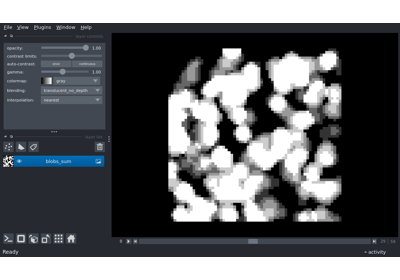 File View Plugins Window Help
opacity: 1.00
contrast limits:
auto-contrast: once continuous
gamma: 1.00
colormap: gray
blending: translucent_no_depth
interpolation: nearest
blobs_sum
Ready
activity